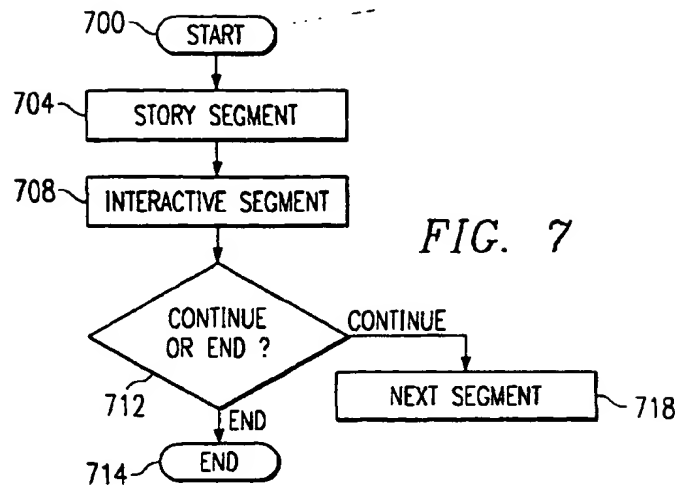 700 START
704 STORY SEGMENT
708 INTERACTIVE SEGMENT
FIG. 7
CONTINUE
OR END ?
CONTINUE
712
NEXT SEGMENT 718
END
714 END